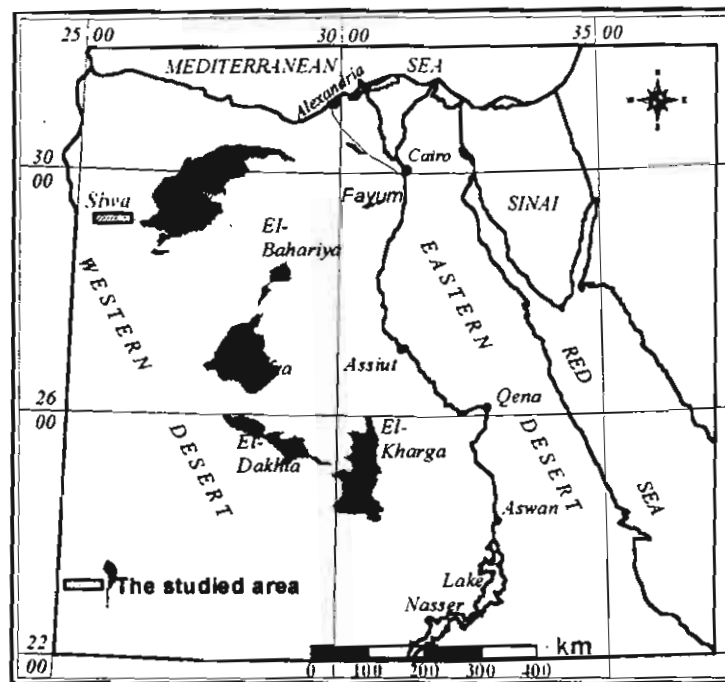 25 00
30 00
35 00
MEDITERRANEAN SEA
Alexandria
30 00
Cairo
Siwa
Fayum
SINAI
El-
Bahariya
WESTERN
DESERT
EASTERN
DESERT
Assiut
RED
SEA
Qena
26 00
El-
Dakhla
El-
Kharga
Aswan
Lake
Nasser
The studied area
22 00
km
0 100 200 300 400